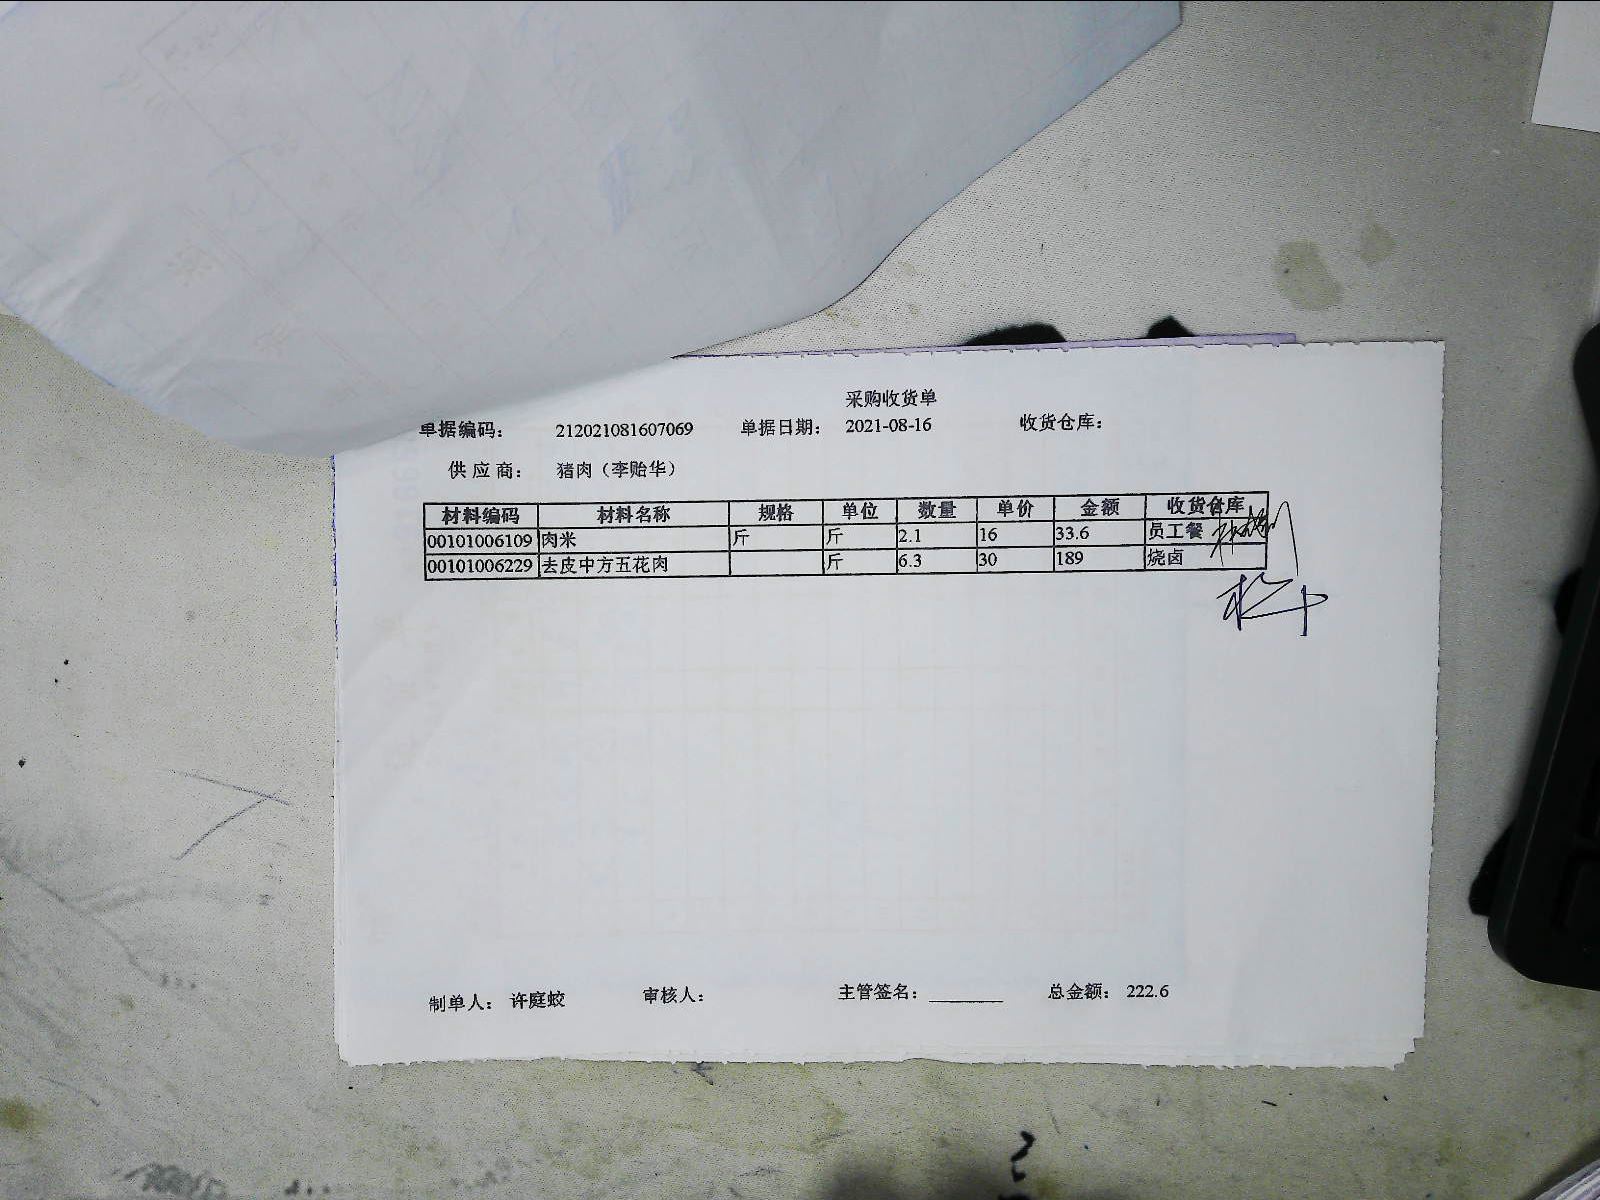 采购收货单
单据编码： 212021081607069 单据日期： 2021-08-16 收货仓库：
供 应 商： 猪肉（李贻华）
材料编码 材料名称 规格 单位 数量 单价 金额 收货仓库
00101006109 肉米 斤 斤 2.1 16 33.6 员工餐
00101006229 去皮中方五花肉 斤 6.3 30 189 烧卤
制单人： 许庭蛟 审核人： 主管签名： 总金额： 222.6